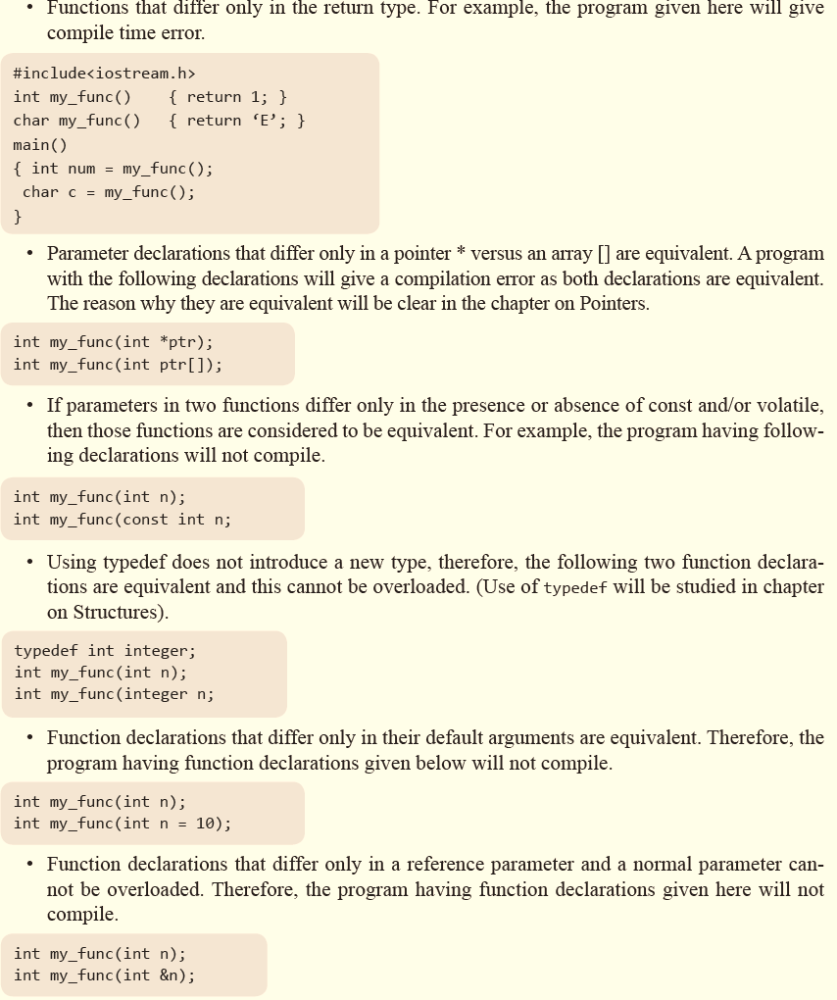 • Functions that differ only in the return type. For example, the program given here will give
compile time error.
#include<iostream.h>
int my_func()    { return 1; }
char my_func()   { return ‘E’; }
main()
{ int num = my_func();
 char c = my_func();
}
• Parameter declarations that differ only in a pointer * versus an array [] are equivalent. A program
with the following declarations will give a compilation error as both declarations are equivalent.
The reason why they are equivalent will be clear in the chapter on Pointers.
int my_func(int *ptr);
int my_func(int ptr[]);
• If parameters in two functions differ only in the presence or absence of const and/or volatile,
then those functions are considered to be equivalent. For example, the program having follow-
ing declarations will not compile.
int my_func(int n);
int my_func(const int n;
• Using typedef does not introduce a new type, therefore, the following two function declara-
tions are equivalent and this cannot be overloaded. (Use of typedef will be studied in chapter
on Structures).
typedef int integer;
int my_func(int n);
int my_func(integer n;
• Function declarations that differ only in their default arguments are equivalent. Therefore, the
program having function declarations given below will not compile.
int my_func(int n);
int my_func(int n = 10);
• Function declarations that differ only in a reference parameter and a normal parameter can-
not be overloaded. Therefore, the program having function declarations given here will not
compile.
int my_func(int n);
int my_func(int &n);